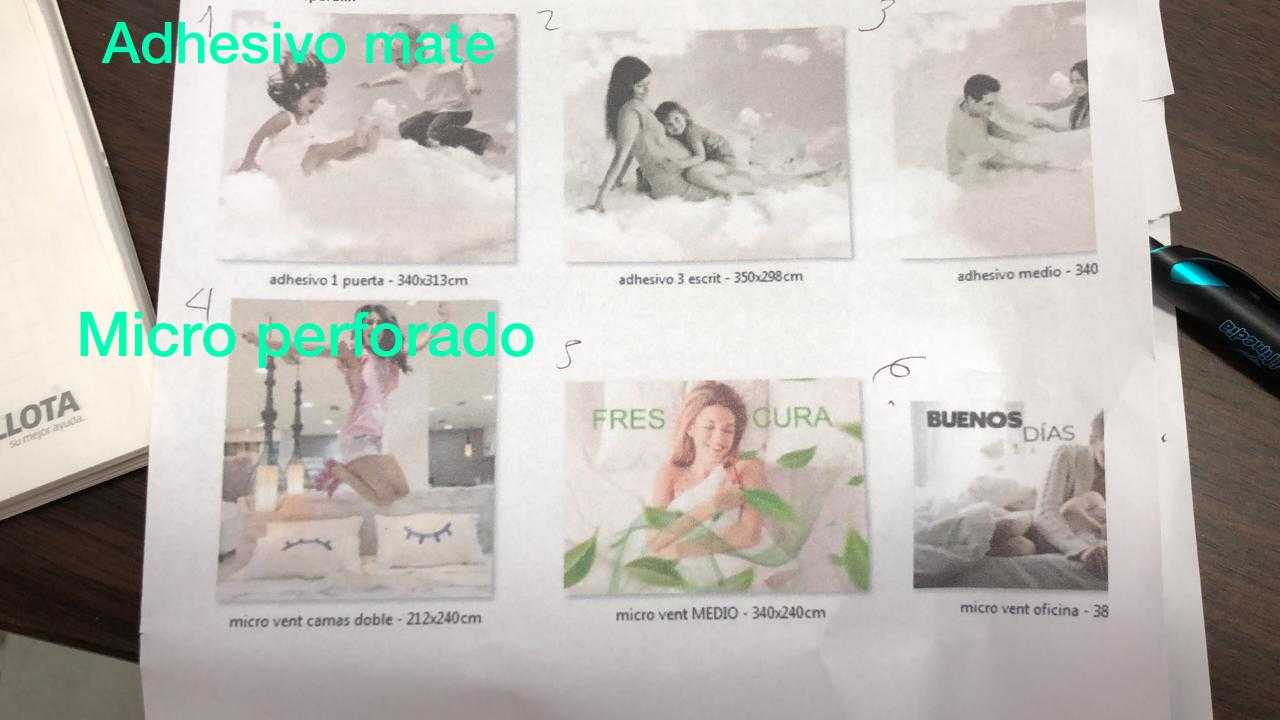 1
2
3
Adhesivo mate
adhesivo 1 puerta - 340x313cm
adhesivo 3 escrit - 350x298cm
adhesivo medio - 340
4
Micro perforado
5
6
FRES CURA
BUENOS
DÍAS
micro vent camas doble - 212x240cm
micro vent MEDIO - 340x240cm
micro vent oficina - 38
LLOTA
su mejor ayuda.